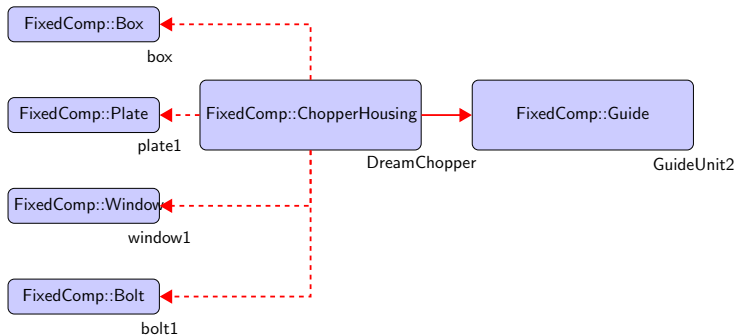 FixedComp::Box
box
FixedComp::Plate
plate1
FixedComp::ChopperHousing
DreamChopper
FixedComp::Guide
GuideUnit2
FixedComp::Window
window1
FixedComp::Bolt
bolt1